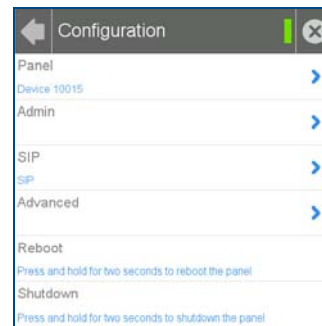 Configuration
Panel
Device 10015
Admin
SIP
SIP
Advanced
Reboot
Press and hold for two seconds to reboot the panel
Shutdown
Press and hold for two seconds to shutdown the panel